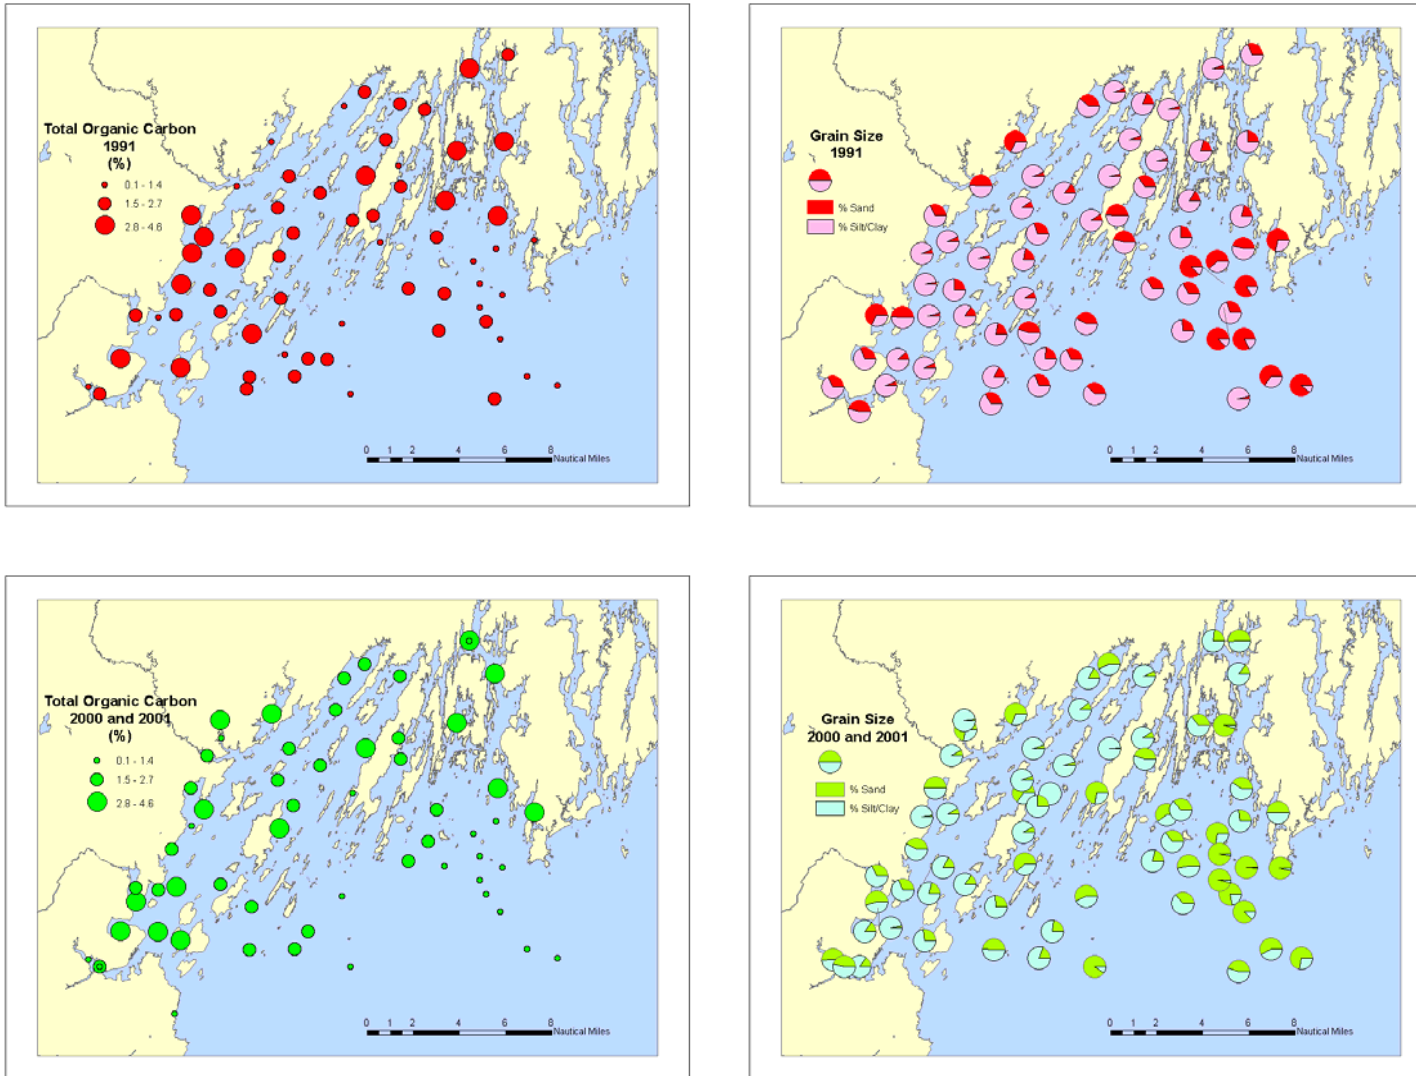 Total Organic Carbon
1991
(%)
0.1 - 1.4
1.5 - 2.7
2.8 - 4.6
0 1 2 4 6 8
Nautical Miles
Grain Size
1991
% Sand
% Silt/Clay
0 1 2 4 6 8
Nautical Miles
Total Organic Carbon
2000 and 2001
(%)
0.1 - 1.4
1.5 - 2.7
2.8 - 4.6
0 1 2 4 6 8
Nautical Miles
Grain Size
2000 and 2001
% Sand
% Silt/Clay
0 1 2 4 6 8
Nautical Miles